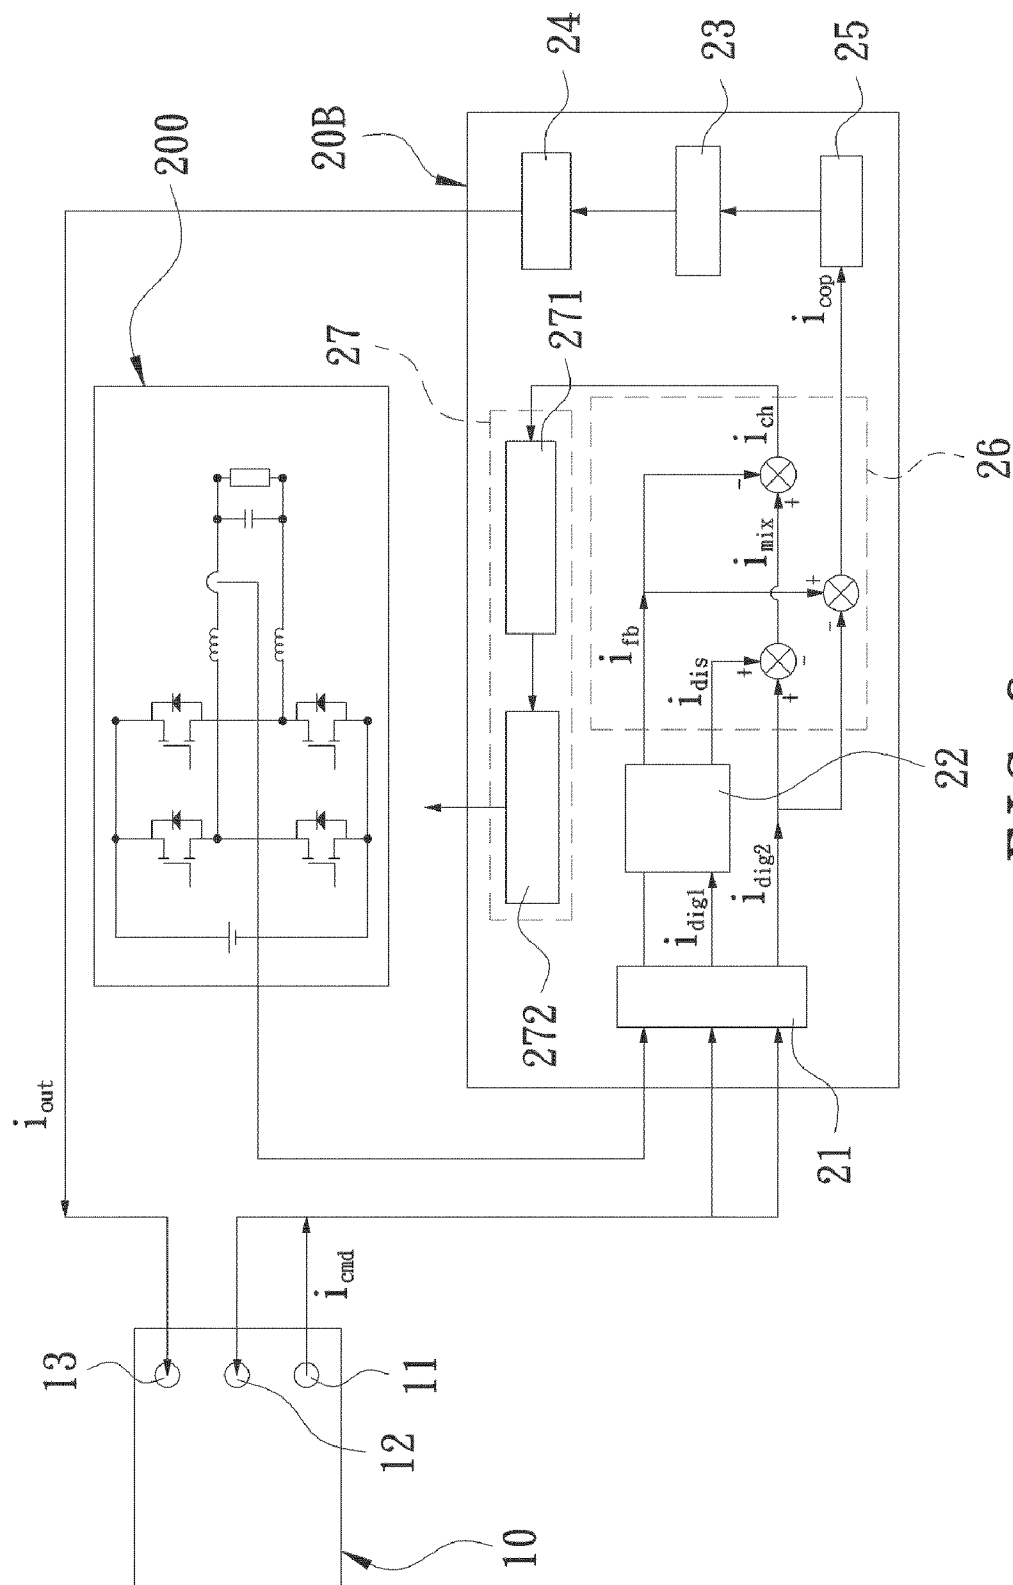 200
20B
24
23
25
27
271
272
26
22
21
i_out
i_cmd
i_dig1
i_dig2
i_fb
i_dis
i_mix
i_ch
i_cop
+
-
+
+
-
+
-
13
12
11
10